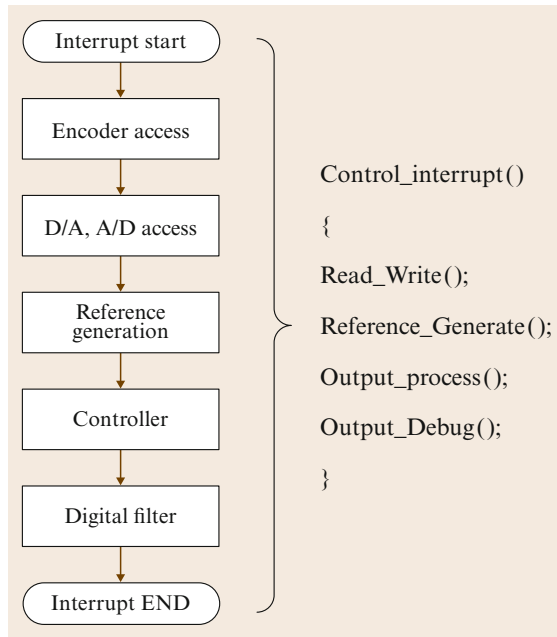 Interrupt start
Encoder access
D/A, A/D access
Reference
generation
Controller
Digital filter
Interrupt END
Control_interrupt()
{
Read_Write();
Reference_Generate();
Output_process();
Output_Debug();
}